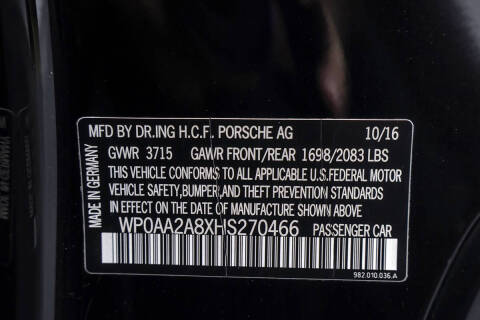 MFD BY DR.ING H.C.F. PORSCHE AG 10/16
GVWR 3715 GAWR FRONT/REAR 1698/2083 LBS
THIS VEHICLE CONFORMS TO ALL APPLICABLE U.S.FEDERAL MOTOR
VEHICLE SAFETY,BUMPER,AND THEFT PREVENTION STANDARDS
IN EFFECT ON THE DATE OF MANUFACTURE SHOWN ABOVE.
WP0AA2A8XHS270466 PASSENGER CAR
982.010.036.A
MADE IN GERMANY